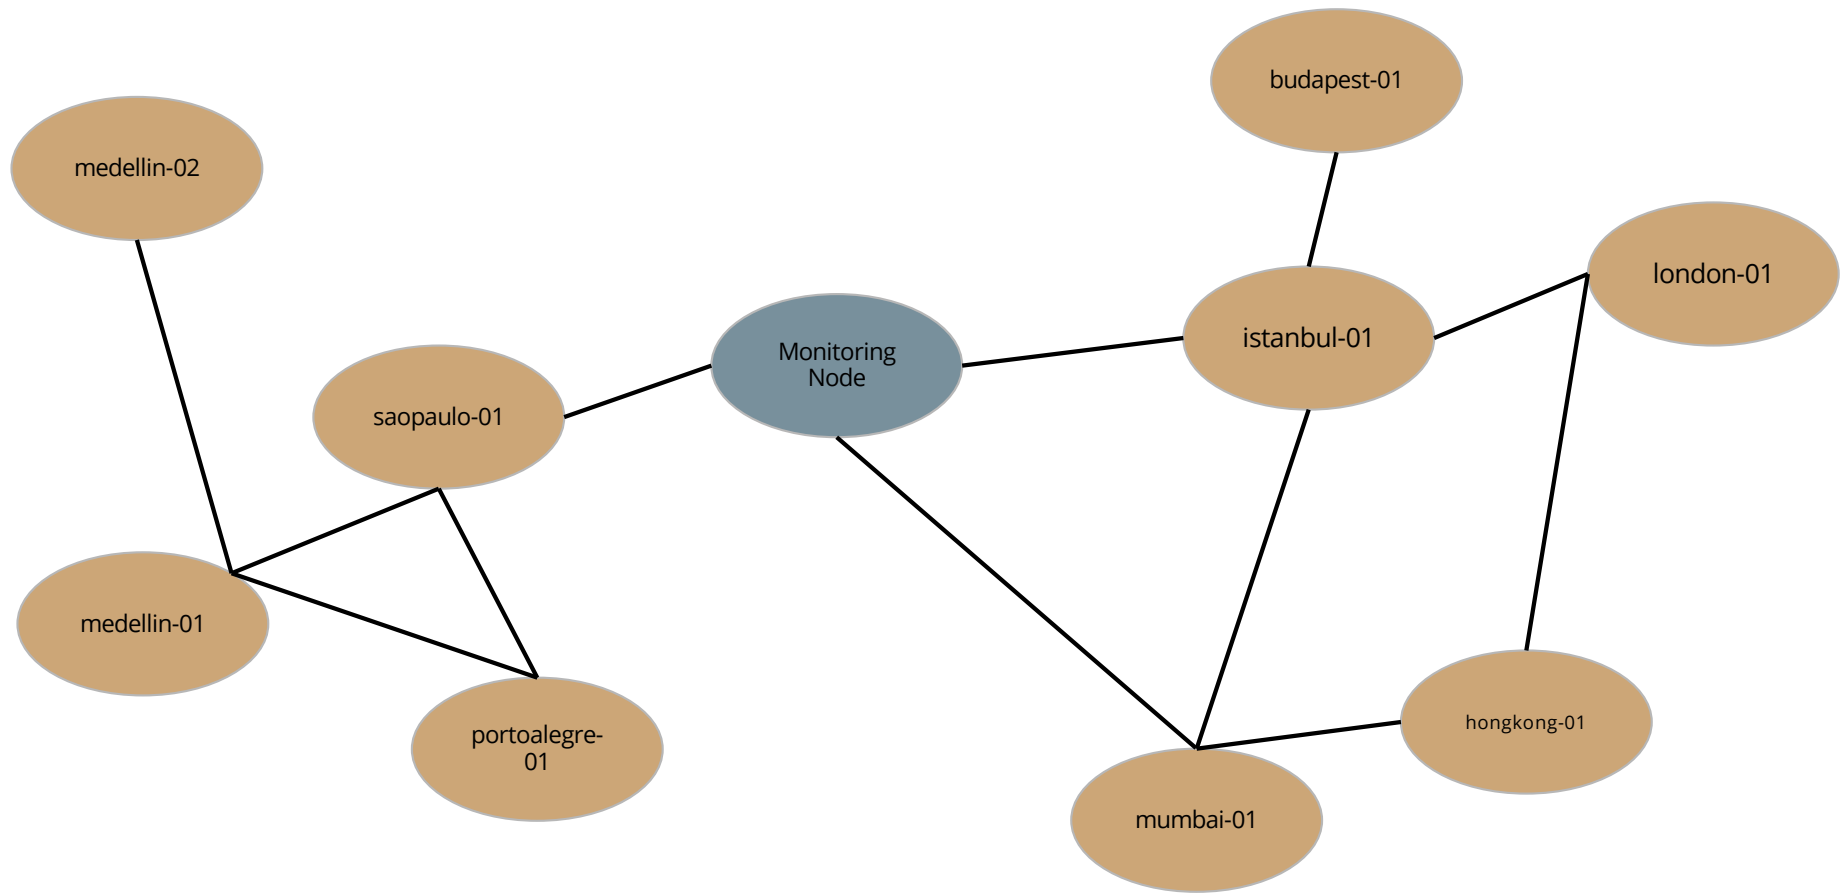 budapest-01
medellin-02
london-01
istanbul-01
Monitoring
Node
saopaulo-01
medellin-01
portoalegre-
01
hongkong-01
mumbai-01